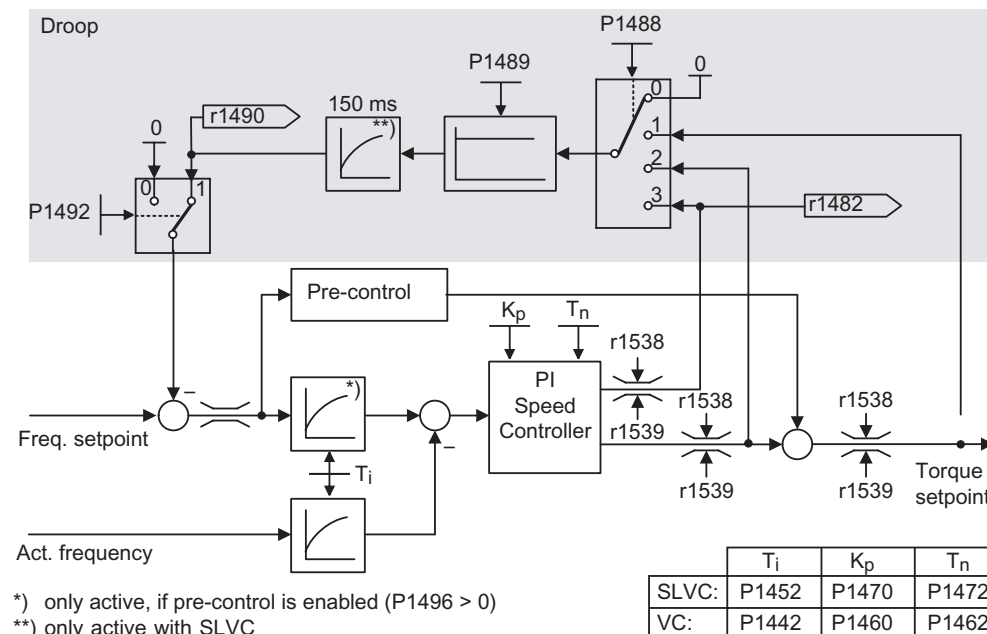 Droop
P1488
P1489
0
0
150 ms
r1490
**)
1
0
2
0
1
3
r1482
P1492
Pre-control
Kp
Tn
r1538
*)
PI
Speed
Controller
–
r1538
r1538
Freq. setpoint
–
r1539
Ti
r1539
r1539
Torque
setpoint
Act. frequency
Ti Kp Tn
SLVC: P1452 P1470 P1472
VC: P1442 P1460 P1462
*) only active, if pre-control is enabled (P1496 > 0)
**) only active with SLVC